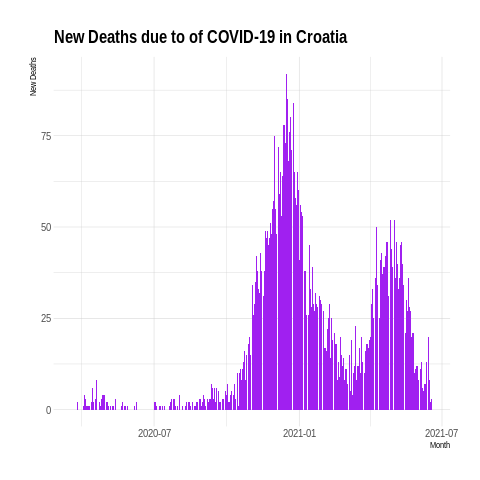 New Deaths due to of COVID-19 in Croatia
New Deaths
75
50
25
0
2020-07
2021-01
2021-07
Month